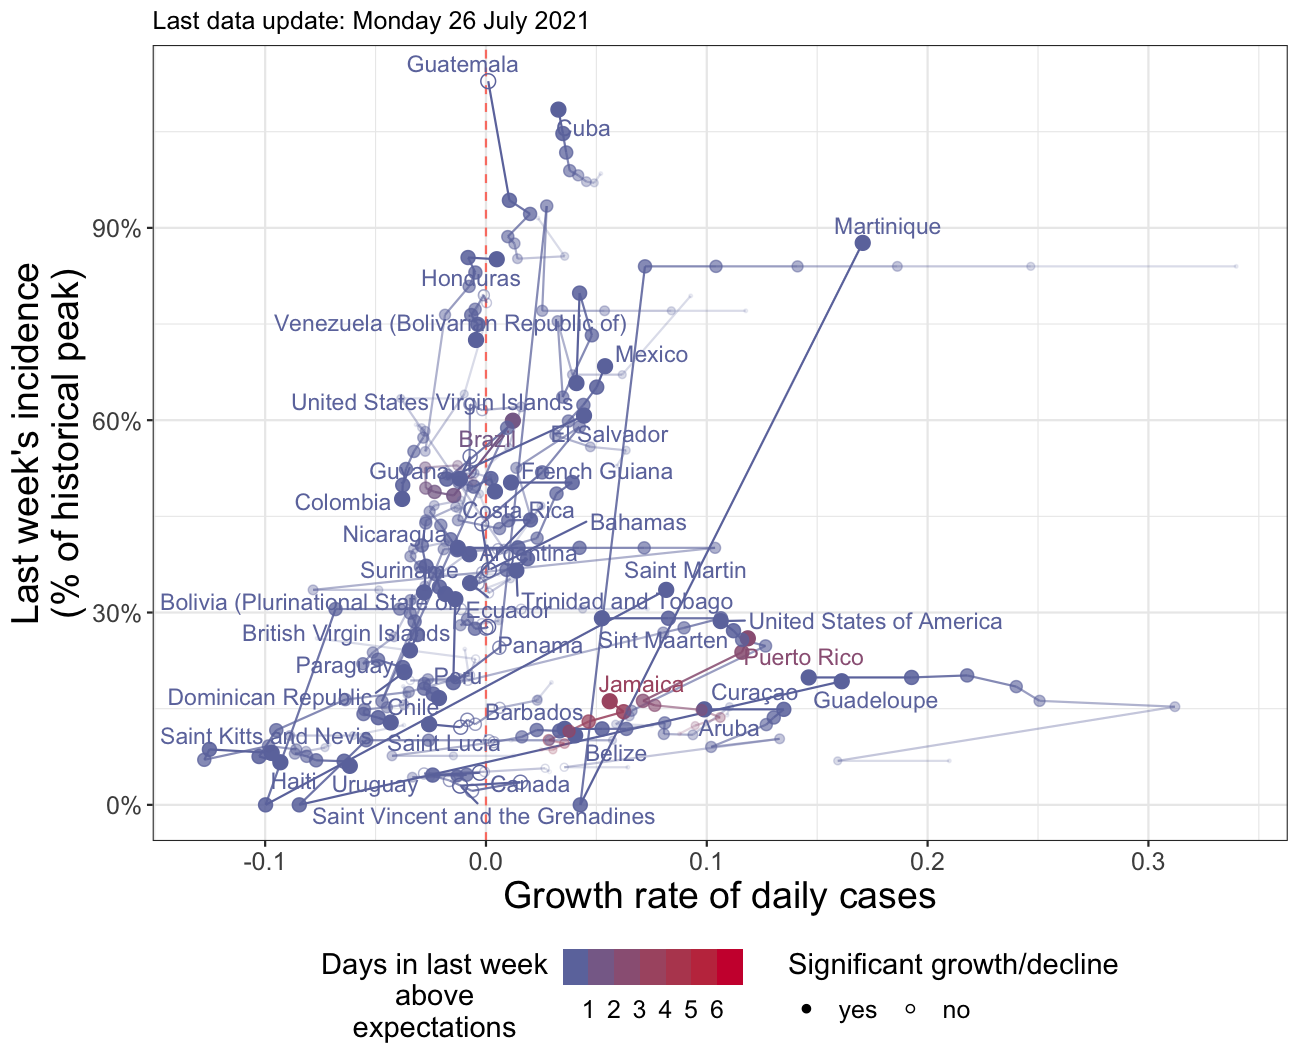 Last data update: Monday 26 July 2021
Guatemala
Cuba
90%
Martinique
Honduras
Venezuela (Bolivarian Republic of)
Mexico
United States Virgin Islands
60%
Brazil
El Salvador
Guyana
French Guiana
Colombia
Costa Rica
Bahamas
Nicaragua
Argentina
Suriname
Saint Martin
Bolivia (Plurinational State of)
Trinidad and Tobago
30%
Ecuador
United States of America
British Virgin Islands
Panama
Sint Maarten
Puerto Rico
Paraguay
Peru
Jamaica
Dominican Republic
Chile
Curaçao
Guadeloupe
Barbados
Aruba
Saint Kitts and Nevis
Saint Lucia
Belize
Haiti
Uruguay
Canada
0%
Saint Vincent and the Grenadines
-0.1 0.0 0.1 0.2 0.3
Growth rate of daily cases
Last week's incidence
(% of historical peak)
Days in last week
above
expectations
1 2 3 4 5 6
Significant growth/decline
yes no